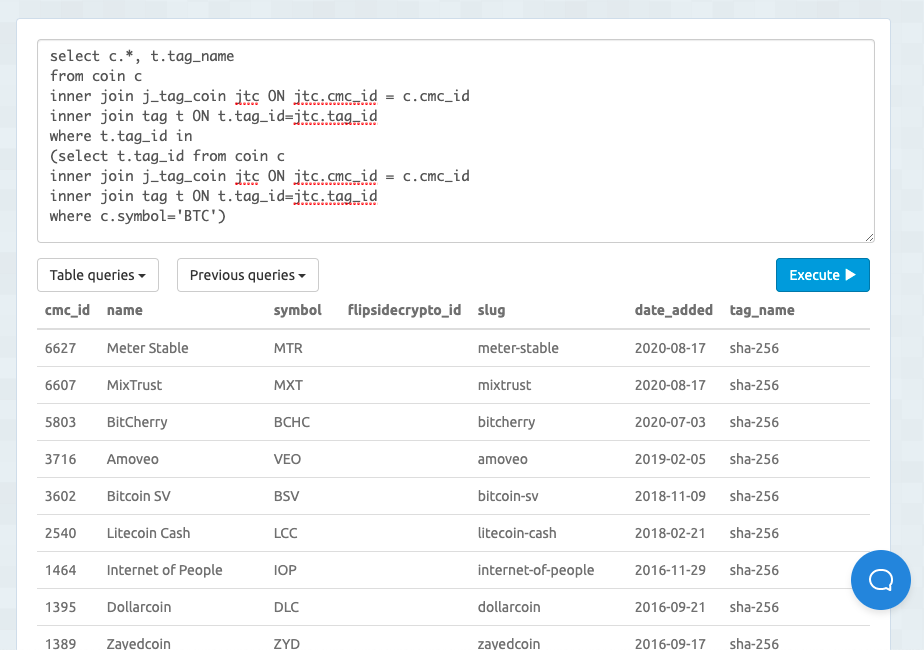 select c.*, t.tag_name
from coin c
inner join j_tag_coin jtc ON jtc.cmc_id = c.cmc_id
inner join tag t ON t.tag_id=jtc.tag_id
where t.tag_id in
(select t.tag_id from coin c
inner join j_tag_coin jtc ON jtc.cmc_id = c.cmc_id
inner join tag t ON t.tag_id=jtc.tag_id
where c.symbol='BTC')
Table queries Previous queries Execute
cmc_id name symbol flipsidecrypto_id slug date_added tag_name
6627 Meter Stable MTR meter-stable 2020-08-17 sha-256
6607 MixTrust MXT mixtrust 2020-08-17 sha-256
5803 BitCherry BCHC bitcherry 2020-07-03 sha-256
3716 Amoveo VEO amoveo 2019-02-05 sha-256
3602 Bitcoin SV BSV bitcoin-sv 2018-11-09 sha-256
2540 Litecoin Cash LCC litecoin-cash 2018-02-21 sha-256
1464 Internet of People IOP internet-of-people 2016-11-29 sha-256
1395 Dollarcoin DLC dollarcoin 2016-09-21 sha-256
1389 Zayedcoin ZYD zayedcoin 2016-09-17 sha-256